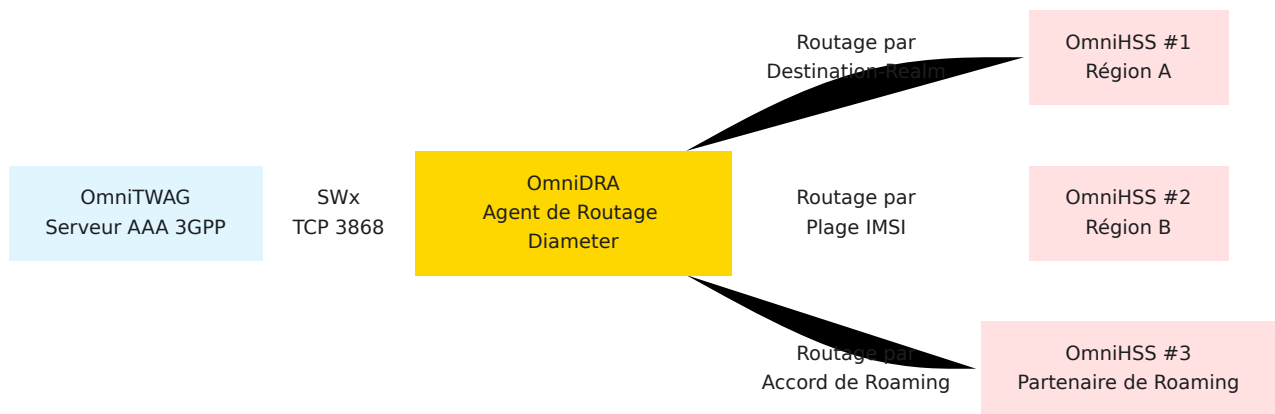 OmniTWAG
Serveur AAA 3GPP
SWx
TCP 3868
OmniDRA
Agent de Routage
Diameter
Routage par
Destination-Realm
OmniHSS #1
Région A
Routage par
Plage IMSI
OmniHSS #2
Région B
Routage par
Accord de Roaming
OmniHSS #3
Partenaire de Roaming